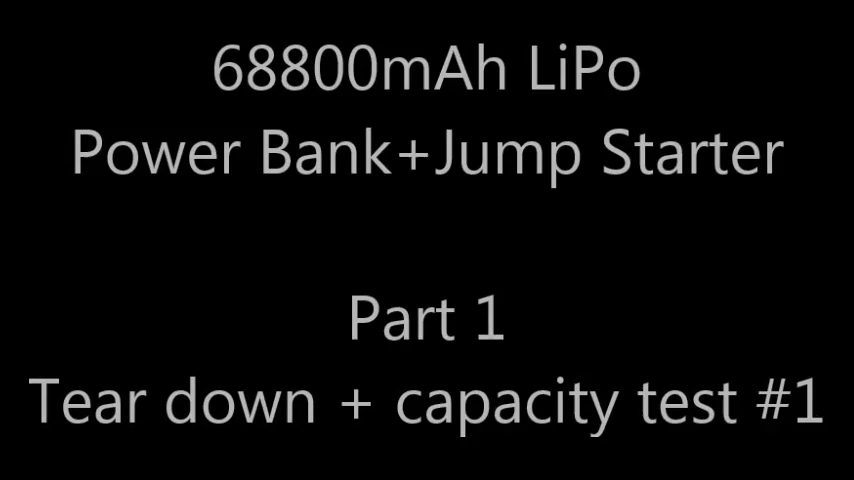 68800mAh LiPo
Power Bank+Jump Starter
Part 1
Tear down + capacity test #1